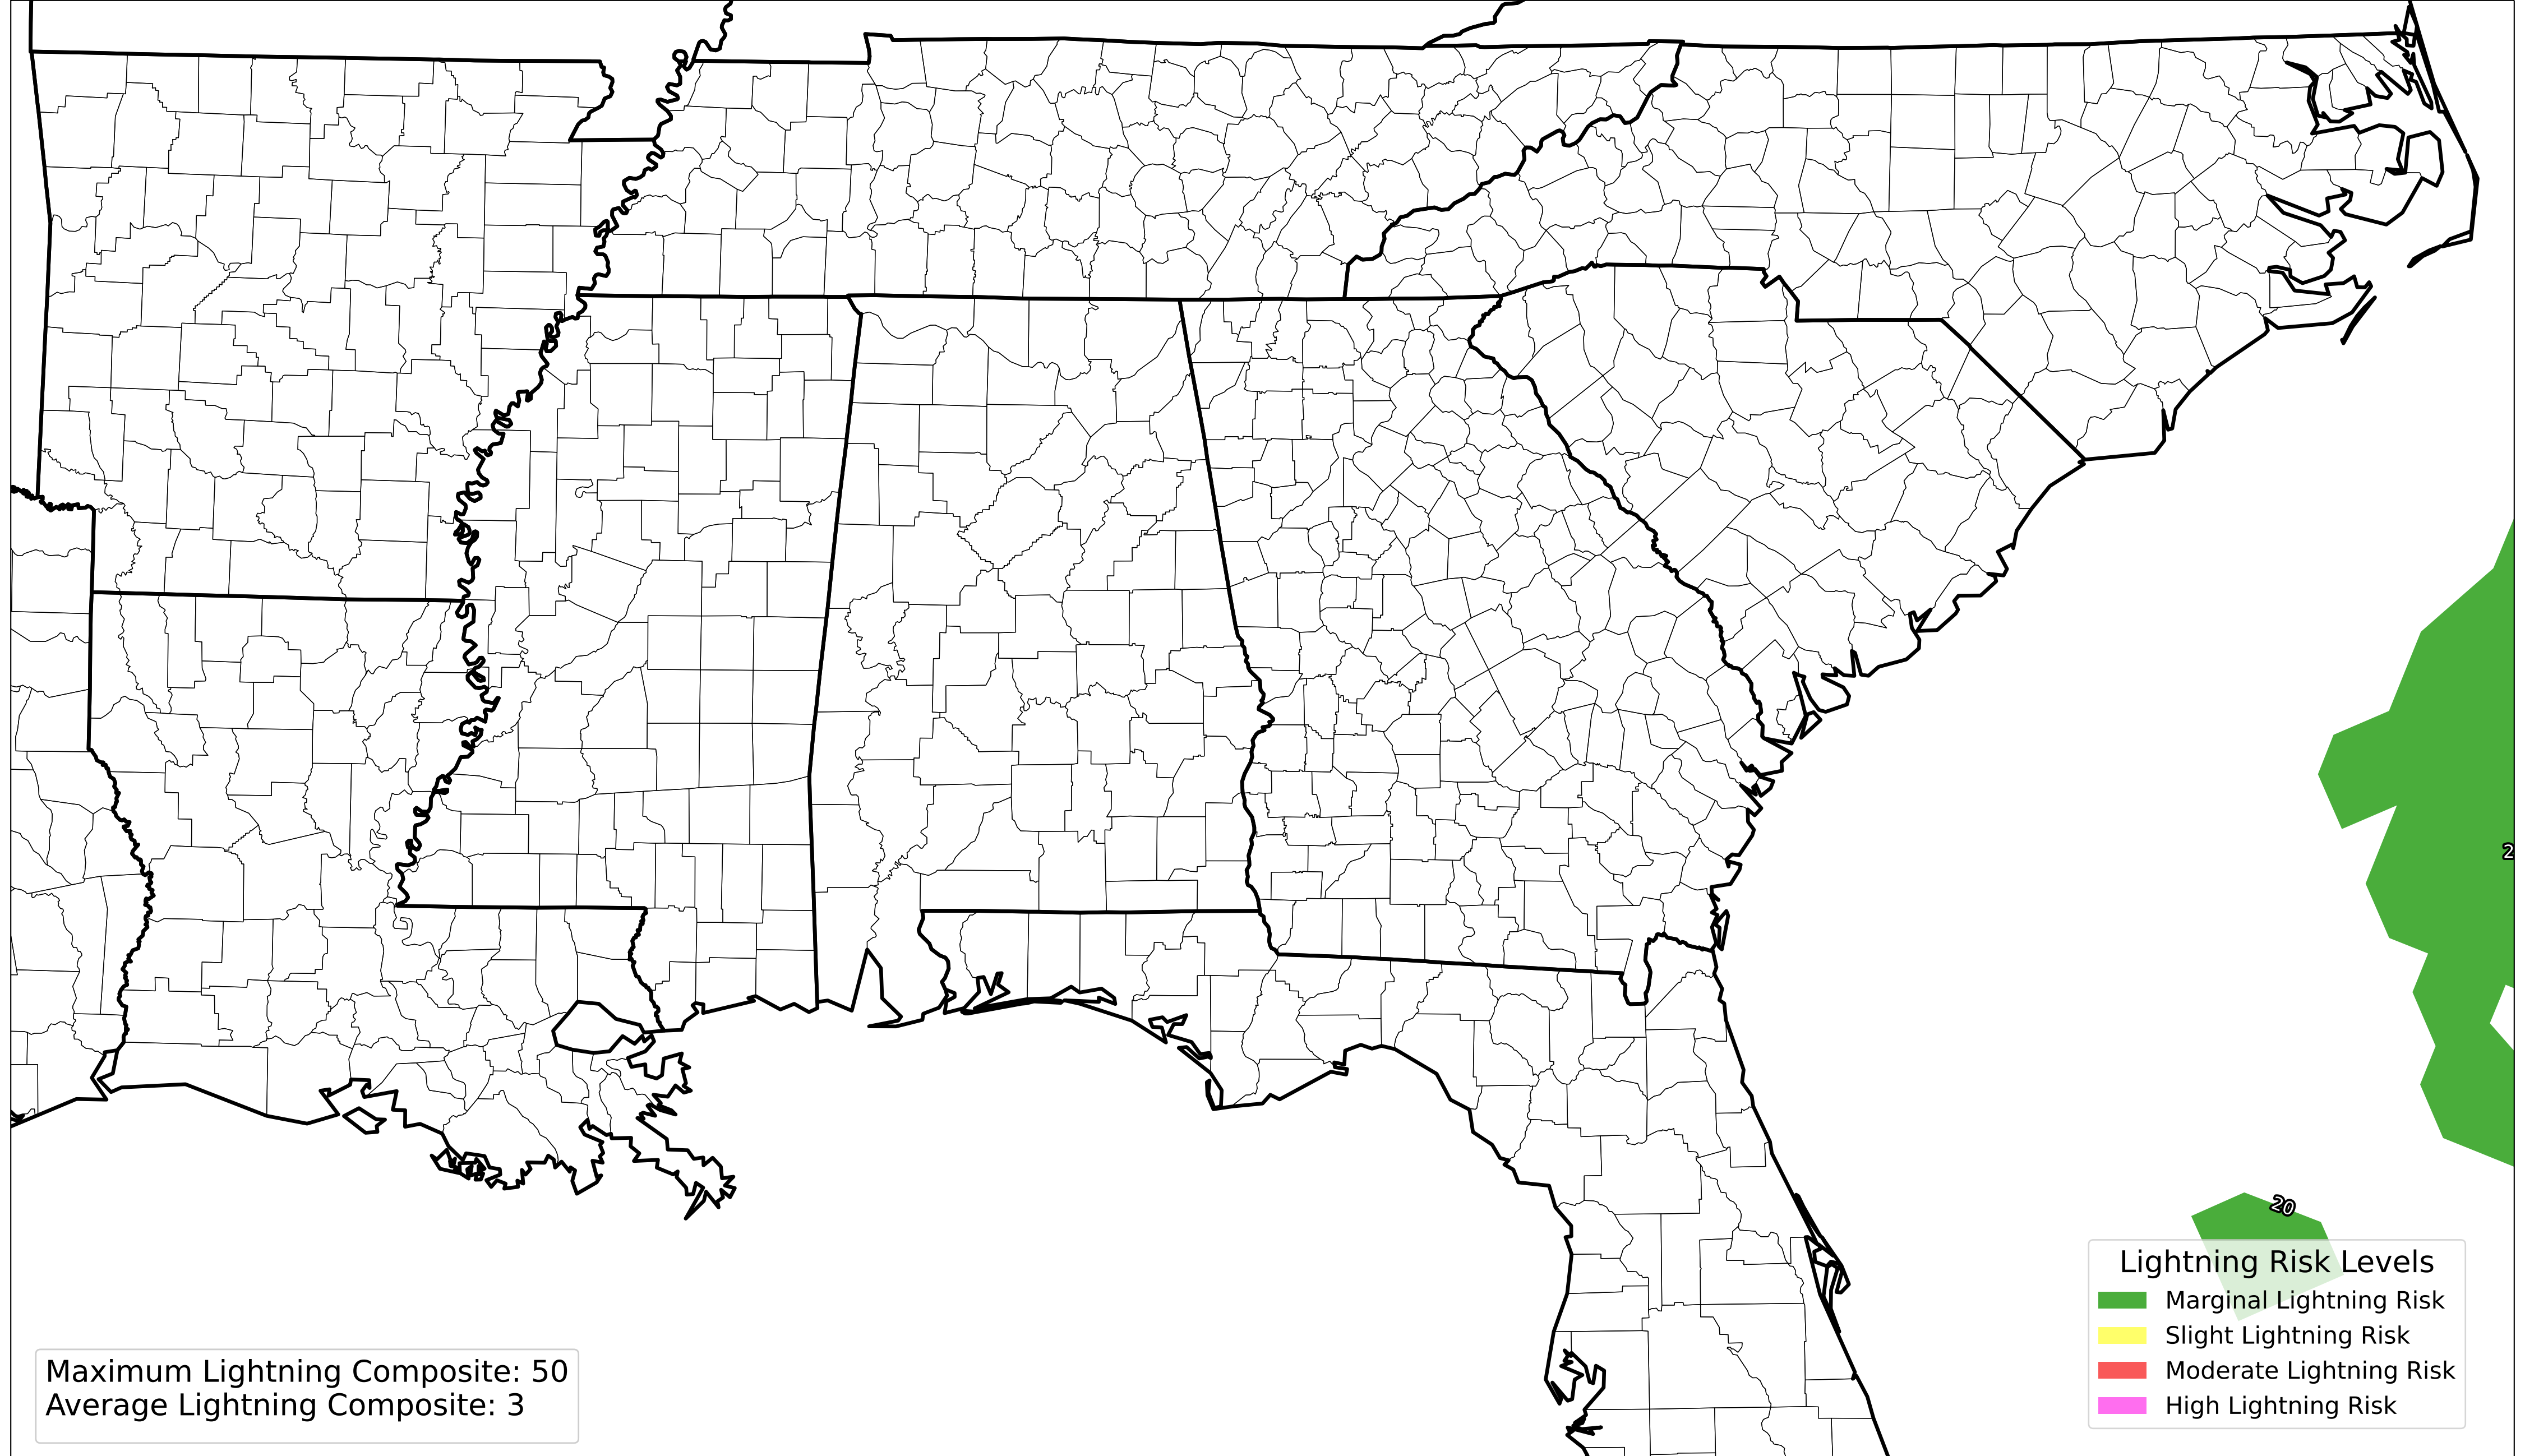 2
20
Lightning Risk Levels
Marginal Lightning Risk
Slight Lightning Risk
Moderate Lightning Risk
High Lightning Risk
Maximum Lightning Composite: 50
Average Lightning Composite: 3